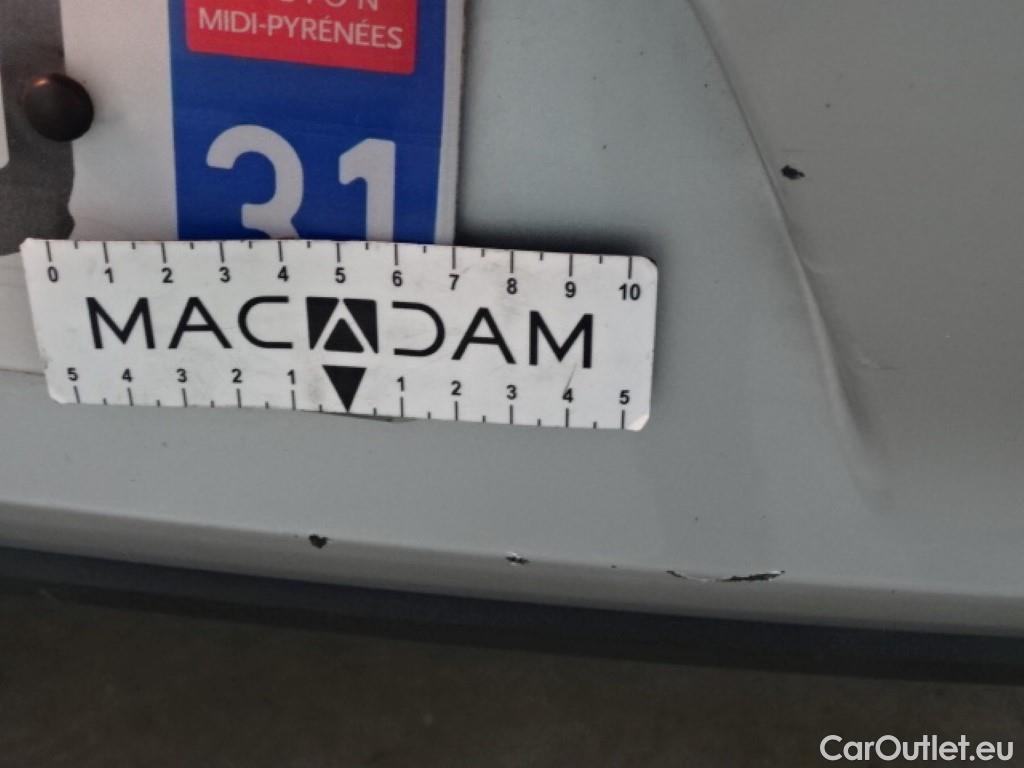 MIDI-PYRÉNÉES
31
0 1 2 3 4 5 6 7 8 9 10
MACADAM
5 4 3 2 1 1 2 3 4 5
CarOutlet.eu